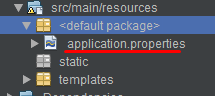 src/main/resources
<default package>
application.properties
static
templates
Dependencies